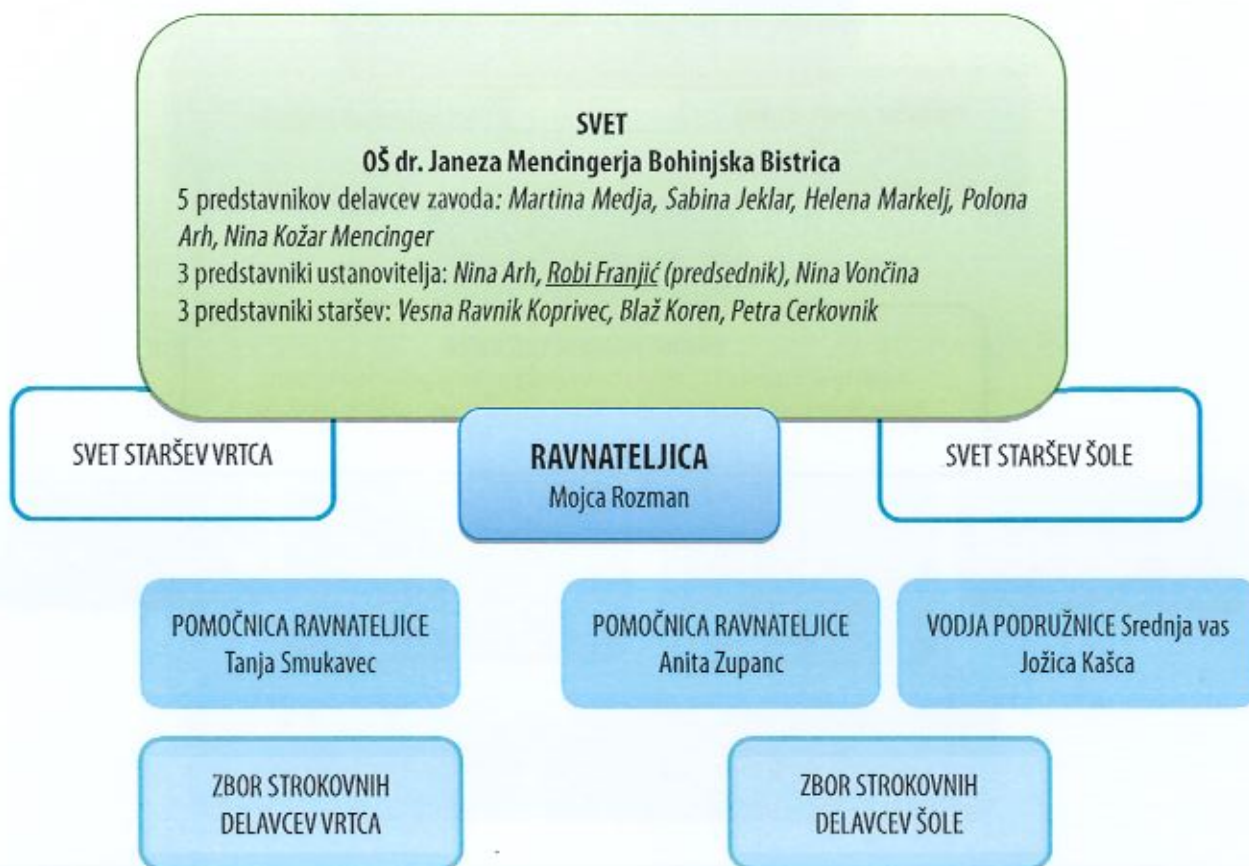 SVET
OŠ dr. Janeza Mencingerja Bohinjska Bistrica
5 predstavnikov delavcev zavoda: Martina Medja, Sabina Jeklar, Helena Markelj, Polona
Arh, Nina Kožar Mencinger
3 predstavniki ustanovitelja: Nina Arh, Robi Franjić (predsednik), Nina Vončina
3 predstavniki staršev: Vesna Ravnik Koprivec, Blaž Koren, Petra Cerkovnik
SVET STARŠEV VRTCA
RAVNATELJICA
Mojca Rozman
SVET STARŠEV ŠOLE
POMOČNICA RAVNATELJICE
Tanja Smukavec
POMOČNICA RAVNATELJICE
Anita Zupanc
VODJA PODRUŽNICE Srednja vas
Jožica Kašca
ZBOR STROKOVNIH
DELAVCEV VRTCA
ZBOR STROKOVNIH
DELAVCEV ŠOLE